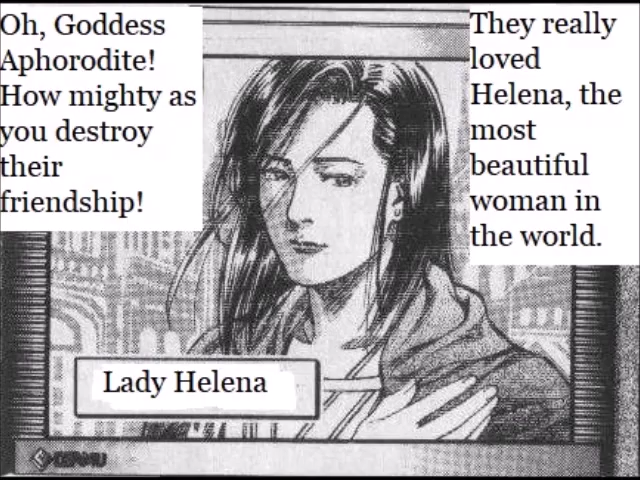 Oh, Goddess
Aphorodite!
How mighty as
you destroy
their
friendship!
They really
loved
Helena, the
most
beautiful
woman in
the world.
Lady Helena